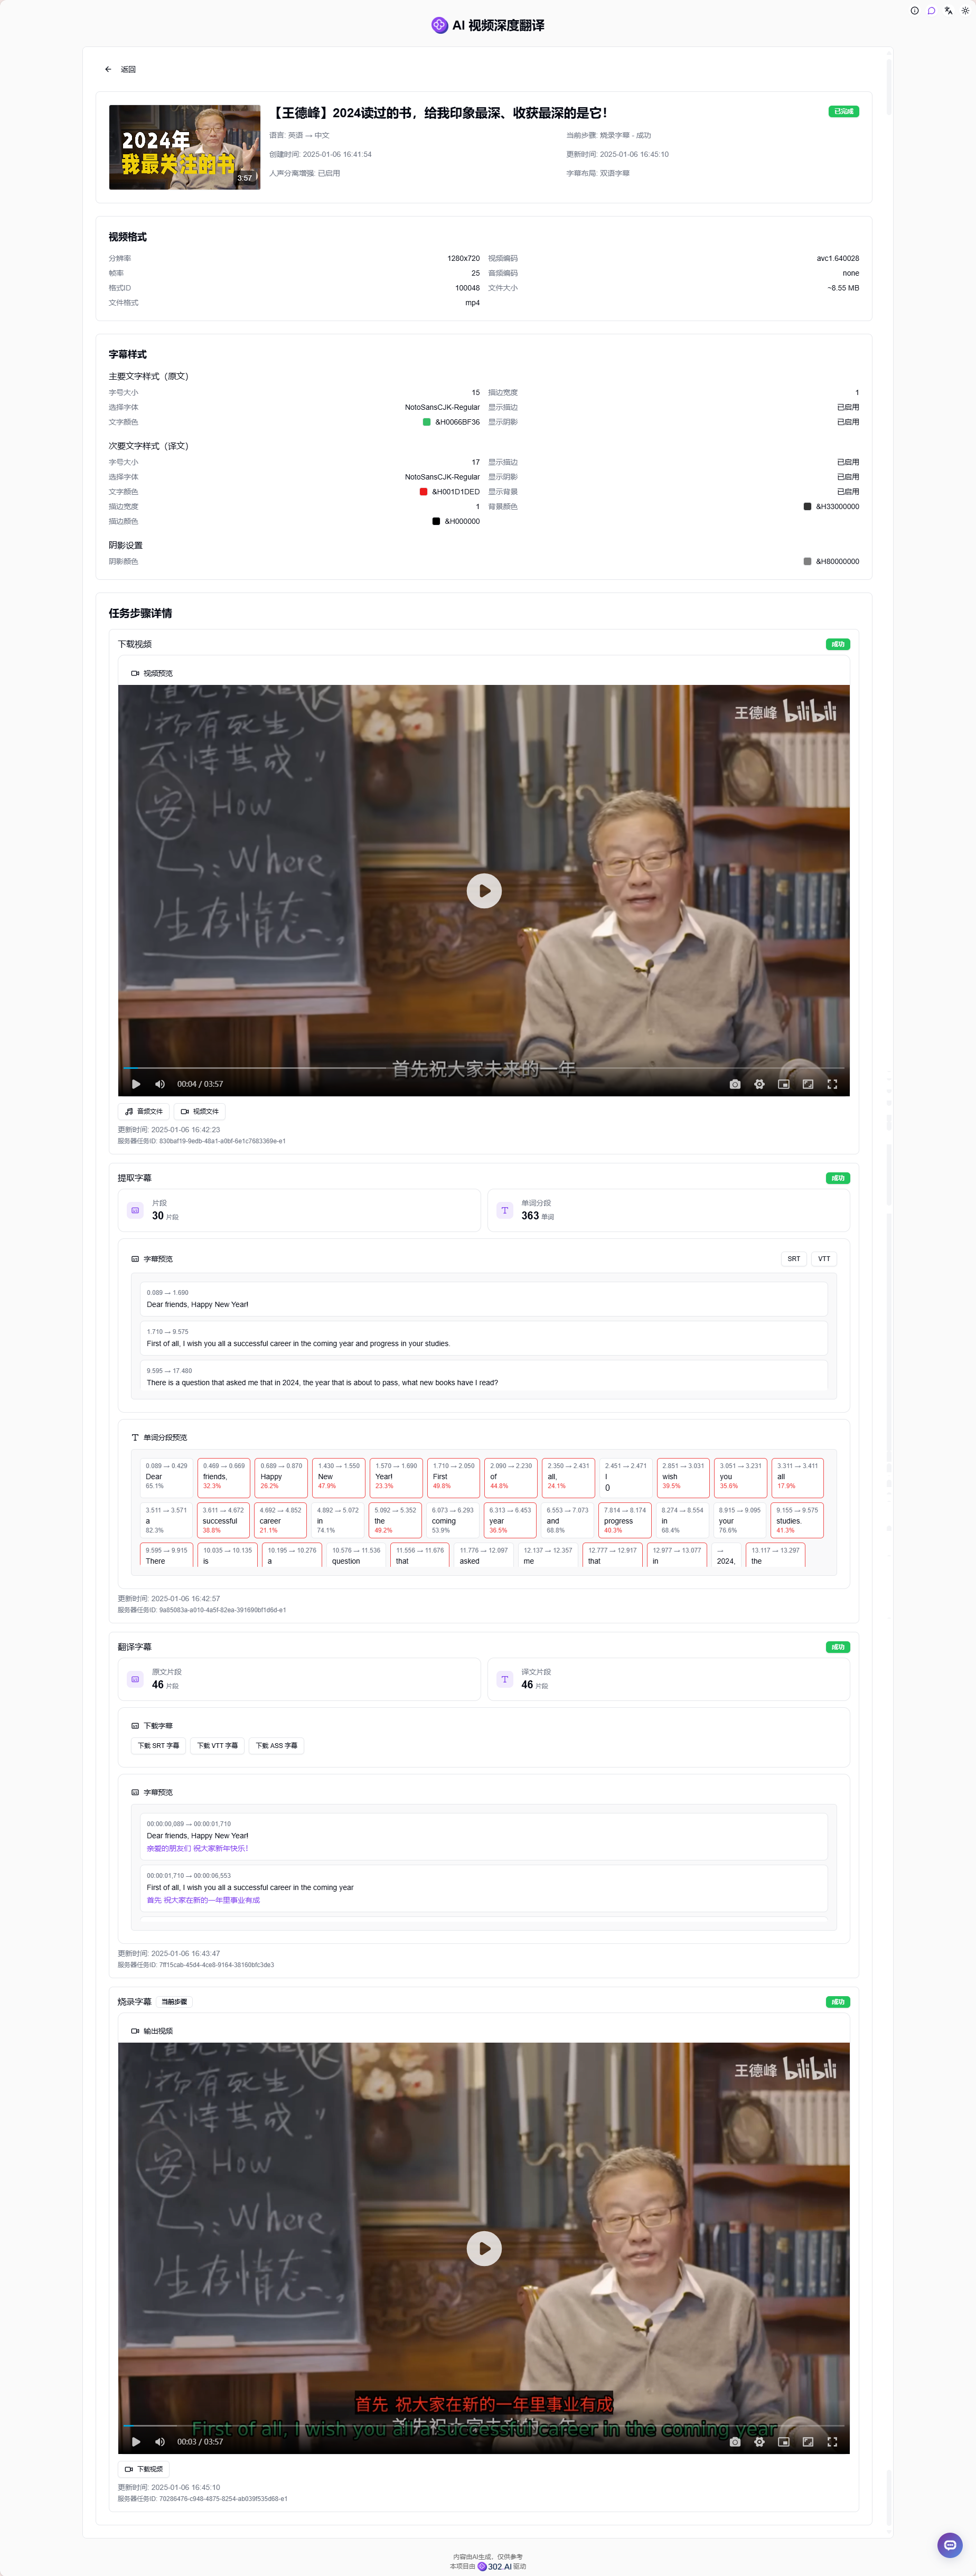 AI 视频深度翻译
返回
【王德峰】2024读过的书，给我印象最深、收获最深的是它！
已完成
2024年
我最关注的书
3:57
语言: 英语 → 中文
当前步骤: 烧录字幕 - 成功
创建时间: 2025-01-06 16:41:54
更新时间: 2025-01-06 16:45:10
人声分离增强: 已启用
字幕布局: 双语字幕
视频格式
分辨率 1280x720 视频编码 avc1.640028
帧率 25 音频编码 none
格式ID 100048 文件大小 ~8.55 MB
文件格式 mp4
字幕样式
主要文字样式（原文）
字号大小 15 描边宽度 1
选择字体 NotoSansCJK-Regular 显示描边 已启用
文字颜色 &H0066BF36 显示阴影 已启用
次要文字样式（译文）
字号大小 17 显示描边 已启用
选择字体 NotoSansCJK-Regular 显示阴影 已启用
文字颜色 &H001D1DED 显示背景 已启用
描边宽度 1 背景颜色 &H33000000
描边颜色 &H000000
阴影设置
阴影颜色 &H80000000
任务步骤详情
下载视频 成功
视频预览
王德峰 bilibili
How
Where
生存情态
首先祝大家未来的一年
00:04 / 03:57
音频文件 视频文件
更新时间: 2025-01-06 16:42:23
服务器任务ID: 830baf19-9edb-48a1-a0bf-6e1c7683369e-e1
提取字幕 成功
片段
30 片段
单词分段
363 单词
字幕预览 SRT VTT
0.089 → 1.690
Dear friends, Happy New Year!
1.710 → 9.575
First of all, I wish you all a successful career in the coming year and progress in your studies.
9.595 → 17.480
There is a question that asked me that in 2024, the year that is about to pass, what new books have I read?
单词分段预览
0.089 → 0.429 0.469 → 0.669 0.689 → 0.870 1.430 → 1.550 1.570 → 1.690 1.710 → 2.050 2.090 → 2.230 2.350 → 2.431 2.451 → 2.471 2.851 → 3.031 3.051 → 3.231 3.311 → 3.411
Dear friends, Happy New Year! First of all, I wish you all
65.1% 32.3% 26.2% 47.9% 23.3% 49.8% 44.8% 24.1% () 39.5% 35.6% 17.9%
3.511 → 3.571 3.611 → 4.672 4.692 → 4.852 4.892 → 5.072 5.092 → 5.352 6.073 → 6.293 6.313 → 6.453 6.553 → 7.073 7.814 → 8.174 8.274 → 8.554 8.915 → 9.095 9.155 → 9.575
a successful career in the coming year and progress in your studies.
82.3% 38.8% 21.1% 74.1% 49.2% 53.9% 36.5% 68.8% 40.3% 68.4% 76.6% 41.3%
9.595 → 9.915 10.035 → 10.135 10.195 → 10.276 10.576 → 11.536 11.556 → 11.676 11.776 → 12.097 12.137 → 12.357 12.777 → 12.917 12.977 → 13.077 → 13.117 → 13.297
There is a question that asked me that in 2024, the
更新时间: 2025-01-06 16:42:57
服务器任务ID: 9a85083a-a010-4a5f-82ea-391690bf1d6d-e1
翻译字幕 成功
原文片段
46 片段
译文片段
46 片段
下载字幕
下载 SRT 字幕 下载 VTT 字幕 下载 ASS 字幕
字幕预览
00:00:00,089 → 00:00:01,710
Dear friends, Happy New Year!
亲爱的朋友们 祝大家新年快乐！
00:00:01,710 → 00:00:06,553
First of all, I wish you all a successful career in the coming year
首先 祝大家在新的一年里事业有成
更新时间: 2025-01-06 16:43:47
服务器任务ID: 7ff15cab-45d4-4ce8-9164-38160bfc3de3
烧录字幕 当前步骤 成功
输出视频
王德峰 bilibili
How
Where
生存情态
首先 祝大家在新的一年里事业有成
First of all, I wish you all a successful career in the coming year
00:03 / 03:57
下载视频
更新时间: 2025-01-06 16:45:10
服务器任务ID: 70286476-c948-4875-8254-ab039f535d68-e1
内容由AI生成，仅供参考
本项目由 302.AI 驱动